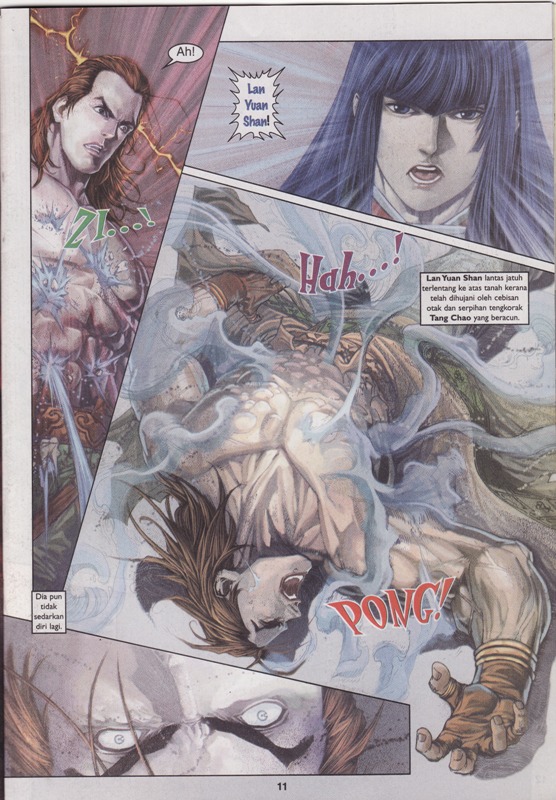 Ah!
Lan
Yuan
Shan!
ZI...!
Hah...!
Lan Yuan Shan lantas jatuh
terlentang ke atas tanah kerana
telah dihujani oleh cebisan
otak dan serpihan tengkorak
Tang Chao yang beracun.
PONG!
Dia pun
tidak
sedarkan
diri lagi.
11